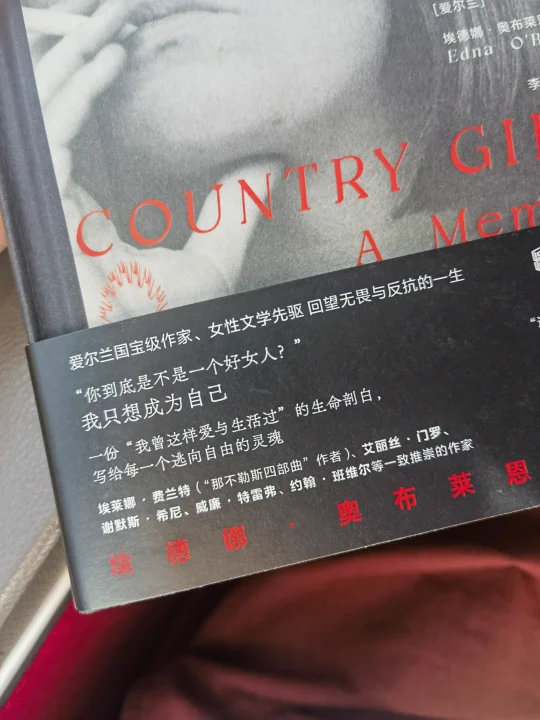 [爱尔兰]
埃德娜·奥布莱
Edna O'B
李
COUNTRY GI
A Mem
爱尔兰国宝级作家、女性文学先驱 回望无畏与反抗的一生
“你到底是不是一个好女人？”
我只想成为自己
一份“我曾这样爱与生活过”的生命剖白，
写给每一个逃向自由的灵魂
埃莱娜·费兰特（“那不勒斯四部曲”作者）、艾丽丝·门罗、
谢默斯·希尼、威廉·特雷弗、约翰·班维尔等一致推崇的作家
埃德娜·奥布莱恩